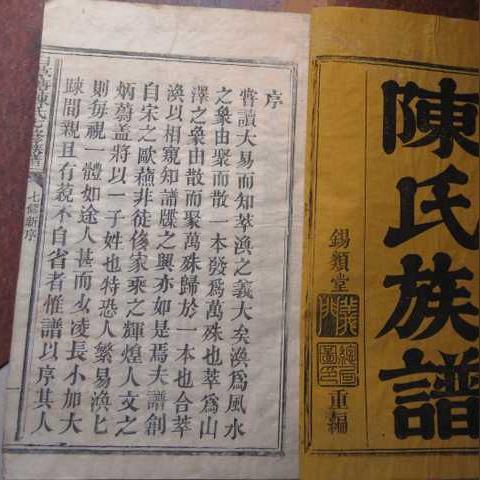 陳氏族譜
錫類堂
重編
序
嘗讀大易而知萃渙之義大矣渙爲風水
之象由聚而散一本發爲萬殊也萃爲山
澤之象由散而聚萬殊歸於一本也合萃
渙以相窺知譜牒之興亦如是焉夫譜創
自宋之歐蘇非徒侈家乘之輝煌人文之
炳蔚盖將以一子姓也特恐人繁易渙匕
則每視一體如途人甚而少凌長小加大
踈間親且有藐不自省者惟譜以序其人
陳氏
七修新序